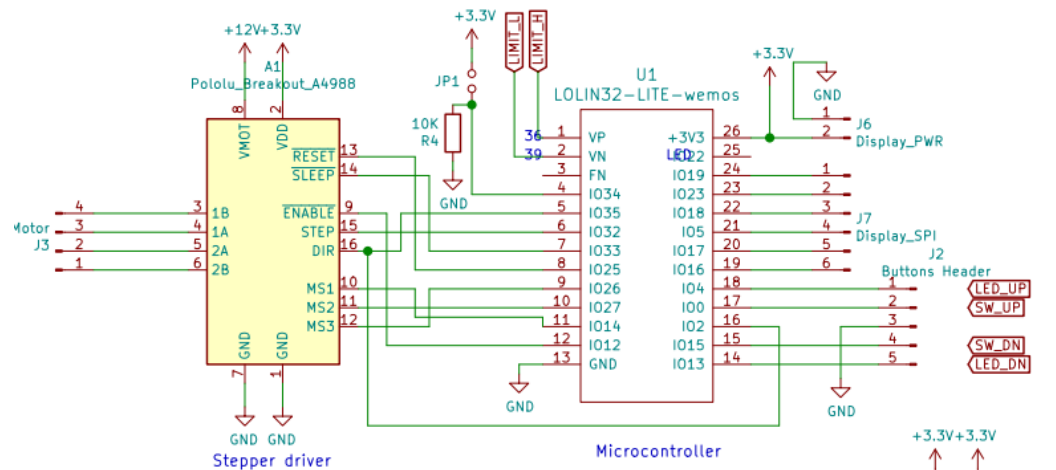 +12V+3.3V
A1
Pololu_Breakout_A4988
8
2
VMOT
VDD
RESET 13
SLEEP 14
ENABLE 9
STEP 15
DIR 16
MS1 10
MS2 11
MS3 12
4 3 1B
3 4 1A
2 5 2A
1 6 2B
Motor
J3
GND
GND
7
1
GND
GND
Stepper driver
+3.3V
JP1
10K
R4
GND
LIMIT_L
LIMIT_H
U1
LOLIN32-LITE-wemos
36 1 VP
39 2 VN
3 FN
4 IO34
5 IO35
6 IO32
7 IO33
8 IO25
9 IO26
10 IO27
11 IO14
12 IO12
13 GND
GND
+3V3 26
LED IO22 25
IO19 24
IO23 23
IO18 22
IO5 21
IO17 20
IO16 19
IO4 18
IO0 17
IO2 16
IO15 15
IO13 14
Microcontroller
+3.3V
GND
1
2
J6
Display_PWR
1
2
3
4
5
6
J7
Display_SPI
J2
Buttons Header
1 LED_UP
2 SW_UP
3
4 SW_DN
5 LED_DN
GND
+3.3V+3.3V